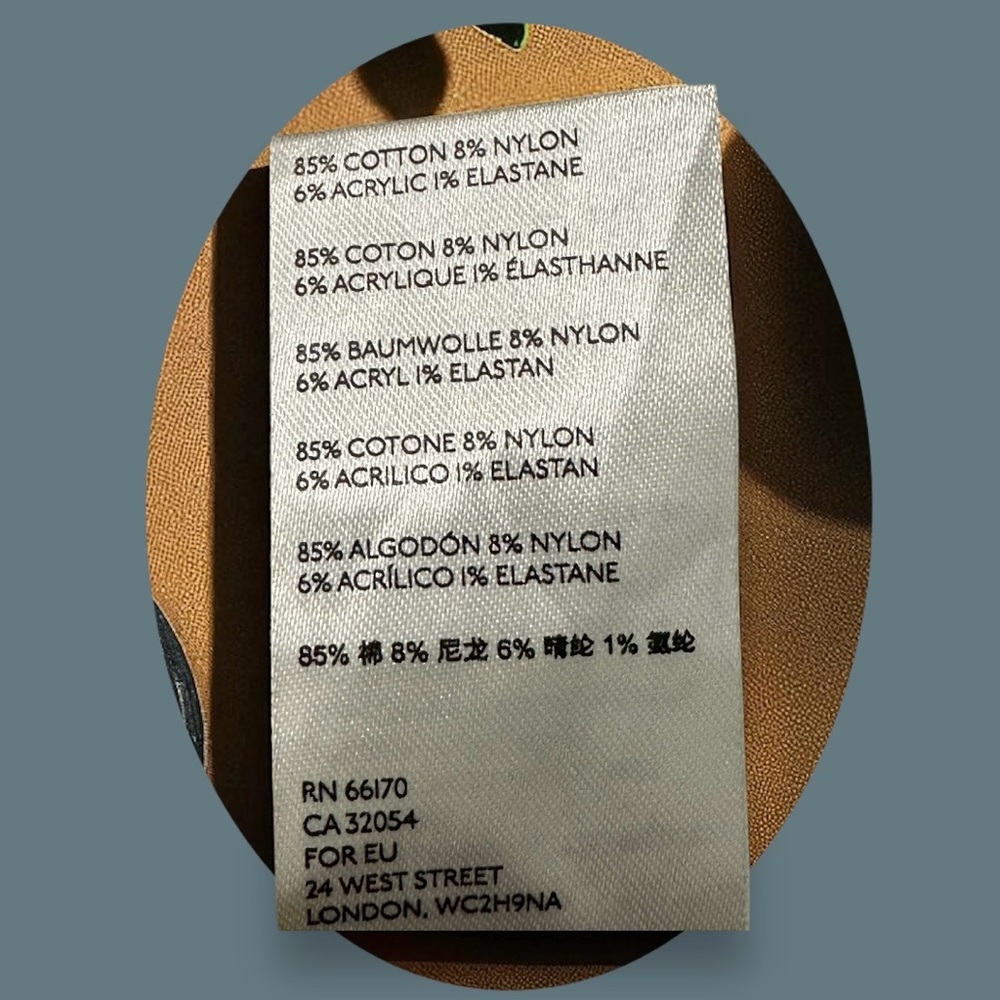 85% COTTON 8% NYLON
6% ACRYLIC 1% ELASTANE
85% COTON 8% NYLON
6% ACRYLIQUE 1% ÉLASTHANNE
85% BAUMWOLLE 8% NYLON
6% ACRYL 1% ELASTAN
85% COTONE 8% NYLON
6% ACRILICO 1% ELASTAN
85% ALGODÓN 8% NYLON
6% ACRÍLICO 1% ELASTANE
85% 棉 8% 尼龙 6% 晴纶 1% 氨纶
RN 66170
CA 32054
FOR EU
24 WEST STREET
LONDON, WC2H9NA